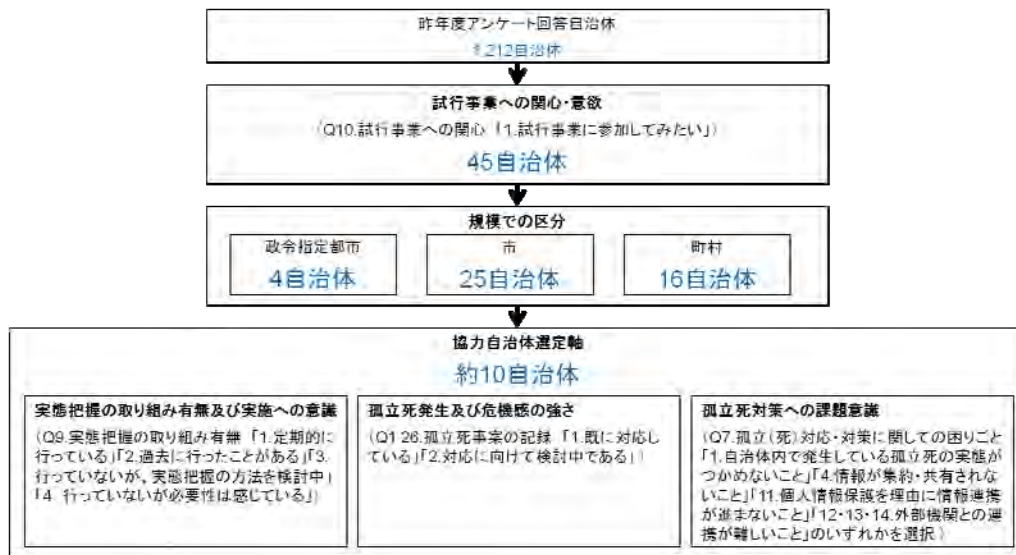 昨年度アンケート回答自治体
1,212自治体
試行事業への関心・意欲
(Q10.試行事業への関心 「1.試行事業に参加してみたい」)
45自治体
規模での区分
政令指定都市
4自治体
市
25自治体
町村
16自治体
協力自治体選定軸
約10自治体
実態把握の取り組み有無及び実施への意識
(Q9.実態把握の取り組み有無 「1.定期的に
行っている」「2.過去に行ったことがある」「3.
行っていないが、実態把握の方法を検討中」
「4. 行っていないが必要性は感じている」)
孤立死発生及び危機感の強さ
(Q1-26.孤立死事案の記録 「1.既に対応し
ている」「2.対応に向けて検討中である」)
孤立死対策への課題意識
(Q7.孤立(死)対応・対策に関しての困りごと
「1.自治体内で発生している孤立死の実態が
つかめないこと」「4.情報が集約・共有されな
いこと」「11.個人情報保護を理由に情報連携
が進まないこと」「12・13・14.外部機関との連
携が難しいこと」のいずれかを選択)